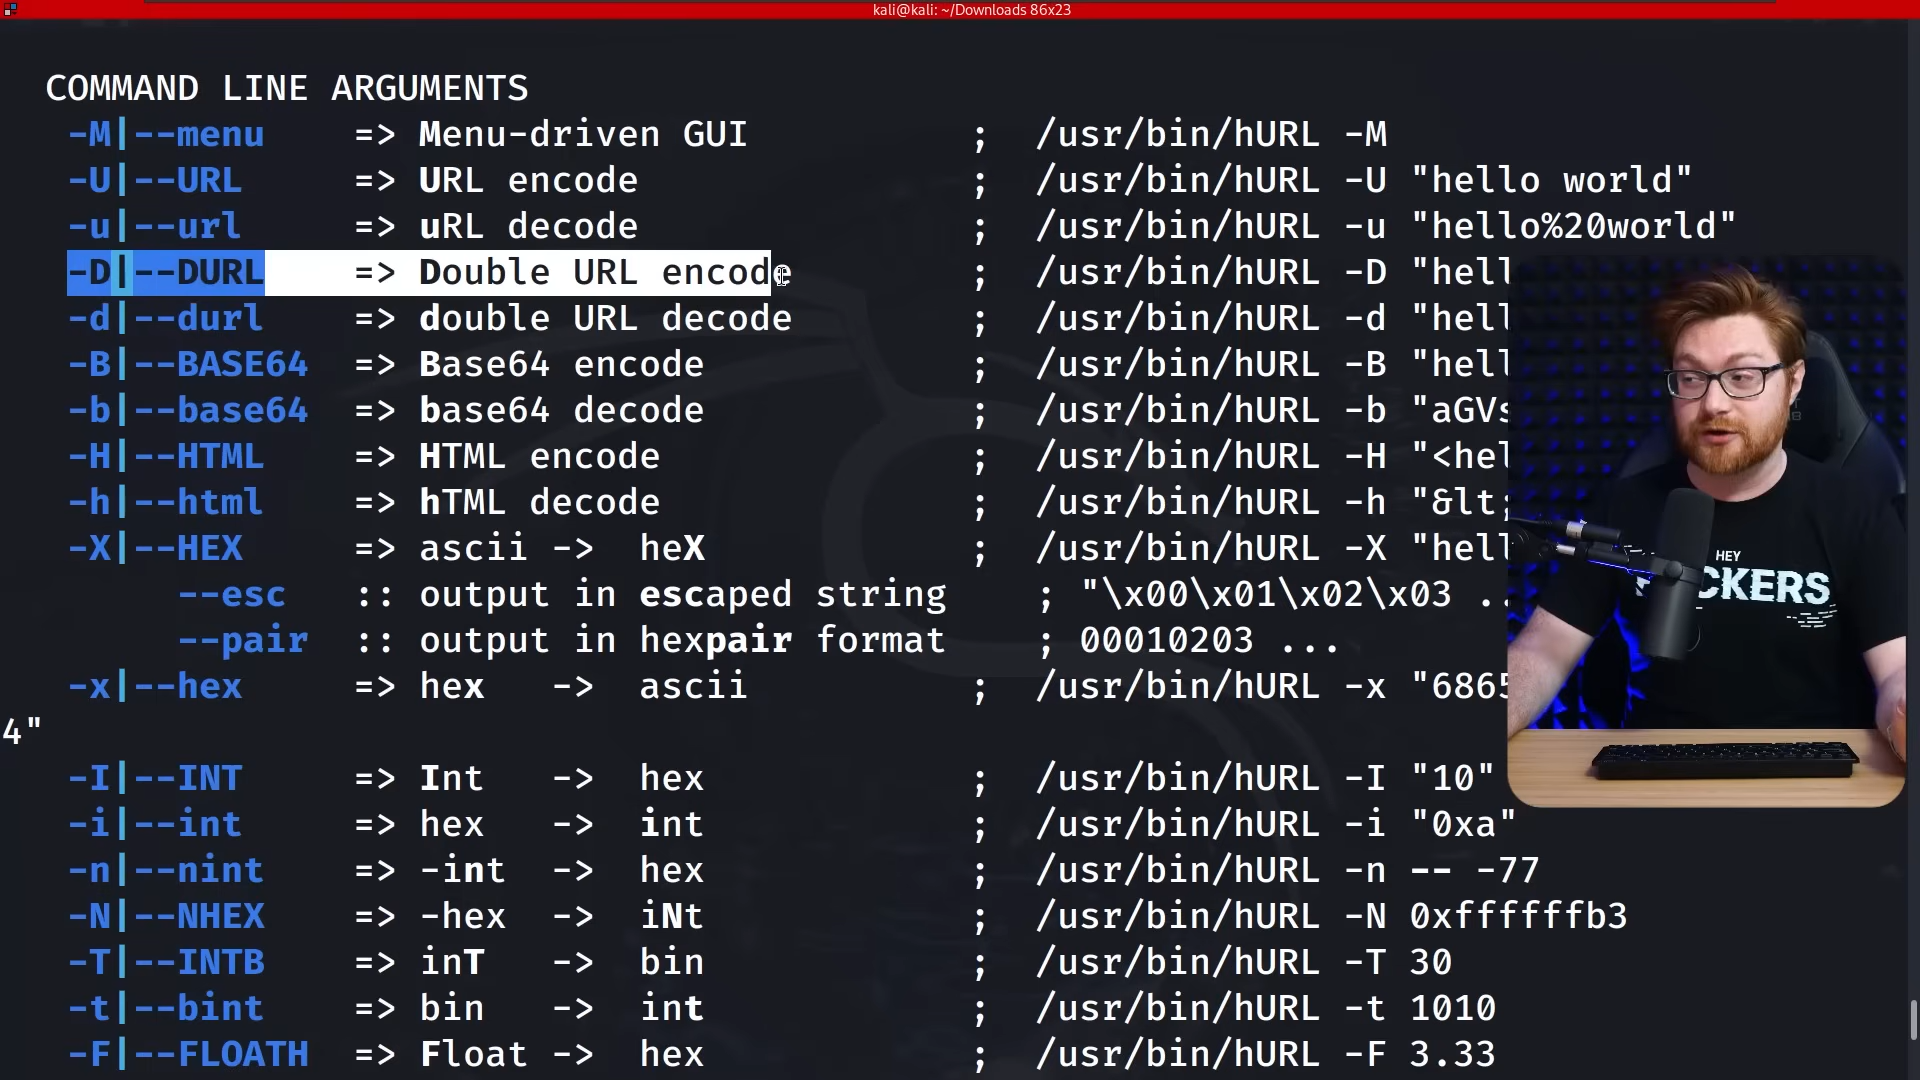 kali@kali: ~/Downloads 86x23
COMMAND LINE ARGUMENTS
-M|--menu => Menu-driven GUI ; /usr/bin/hURL -M
-U|--URL => URL encode ; /usr/bin/hURL -U "hello world"
-u|--url => uRL decode ; /usr/bin/hURL -u "hello%20world"
-D|--DURL => Double URL encode ; /usr/bin/hURL -D "hell
-d|--durl => double URL decode ; /usr/bin/hURL -d "hell
-B|--BASE64 => Base64 encode ; /usr/bin/hURL -B "hell
-b|--base64 => base64 decode ; /usr/bin/hURL -b "aGVs
-H|--HTML => HTML encode ; /usr/bin/hURL -H "<hel
-h|--html => hTML decode ; /usr/bin/hURL -h "&lt;
-X|--HEX => ascii -> heX ; /usr/bin/hURL -X "hell
--esc :: output in escaped string ; "\x00\x01\x02\x03 ..
--pair :: output in hexpair format ; 00010203 ...
-x|--hex => hex -> ascii ; /usr/bin/hURL -x "6865
4"
-I|--INT => Int -> hex ; /usr/bin/hURL -I "10"
-i|--int => hex -> int ; /usr/bin/hURL -i "0xa"
-n|--nint => -int -> hex ; /usr/bin/hURL -n -- -77
-N|--NHEX => -hex -> iNt ; /usr/bin/hURL -N 0xffffffb3
-T|--INTB => inT -> bin ; /usr/bin/hURL -T 30
-t|--bint => bin -> int ; /usr/bin/hURL -t 1010
-F|--FLOATH => Float -> hex ; /usr/bin/hURL -F 3.33
HEY
CKERS